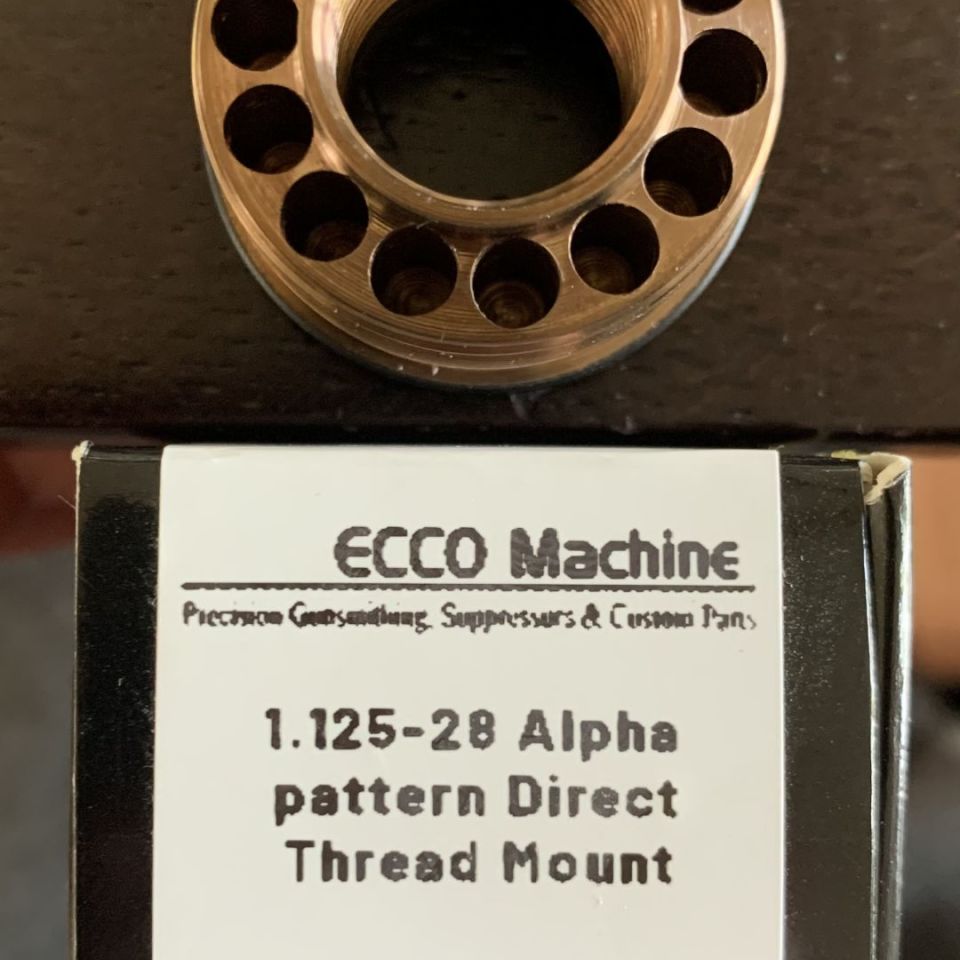 ECCO Machine
Precision Gunsmithing, Suppressors & Custom Parts
1.125-28 Alpha
pattern Direct
Thread Mount